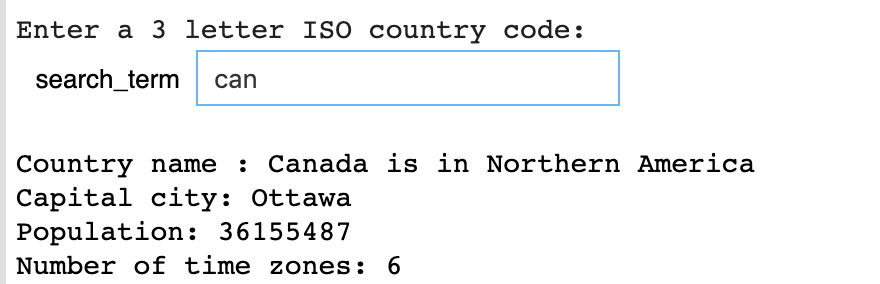 Enter a 3 letter ISO country code:
search_term can
Country name : Canada is in Northern America
Capital city: Ottawa
Population: 36155487
Number of time zones: 6